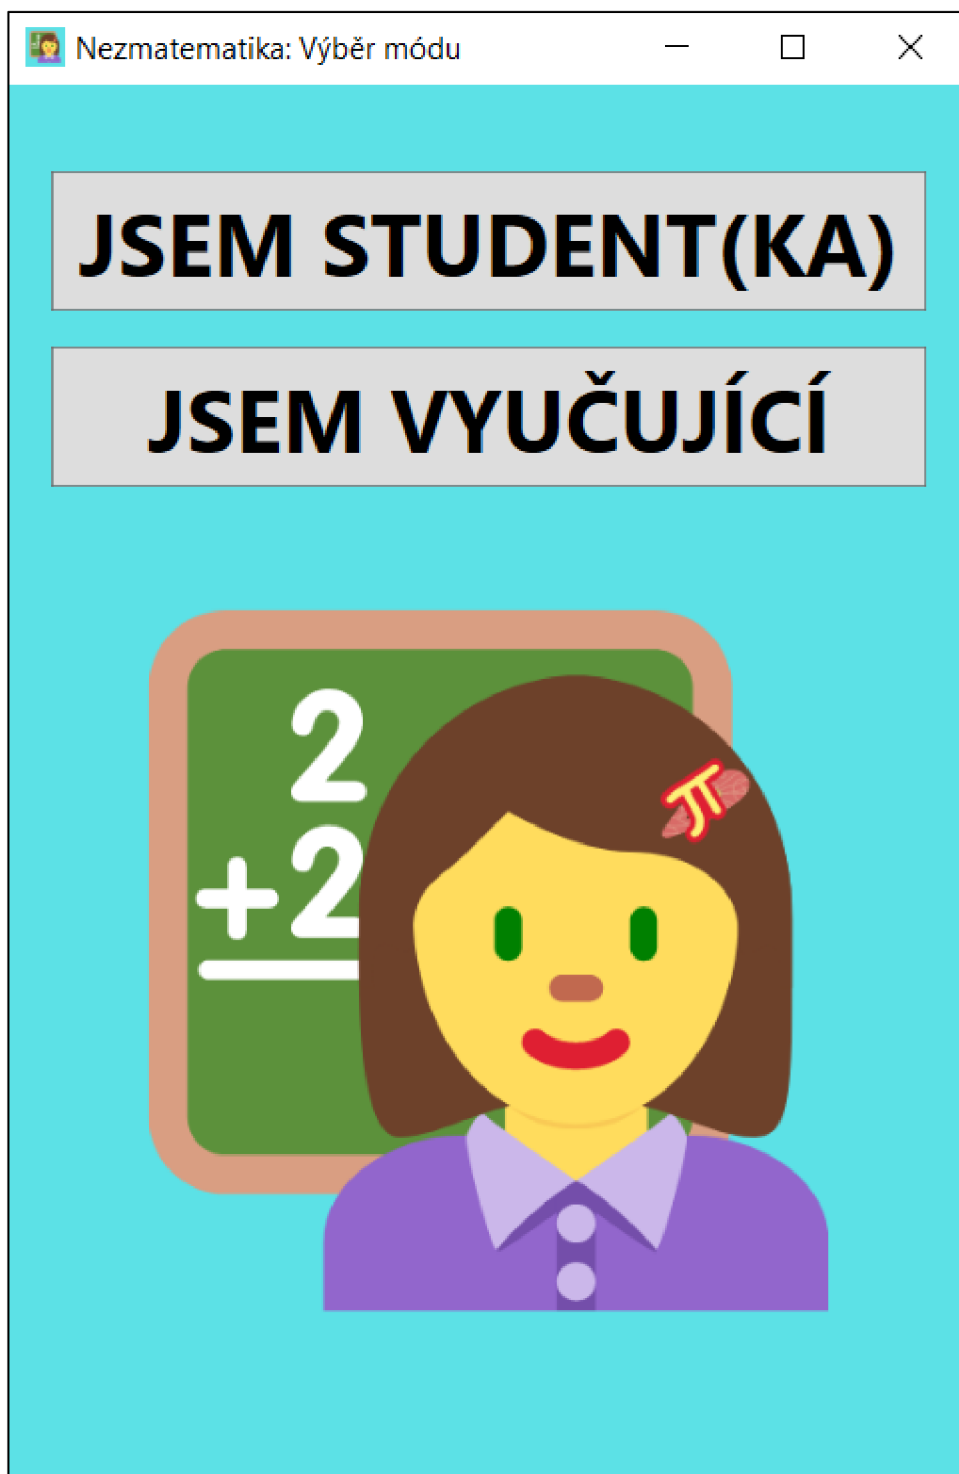 Nezmatematika: Výběr módu
JSEM STUDENT(KA)
JSEM VYUČUJÍCÍ
2
+2
π